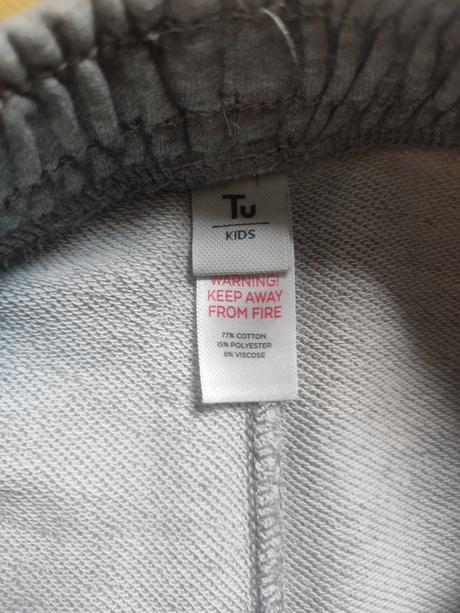 Tu
KIDS
WARNING!
KEEP AWAY
FROM FIRE
77% COTTON
15% POLYESTER
8% VISCOSE